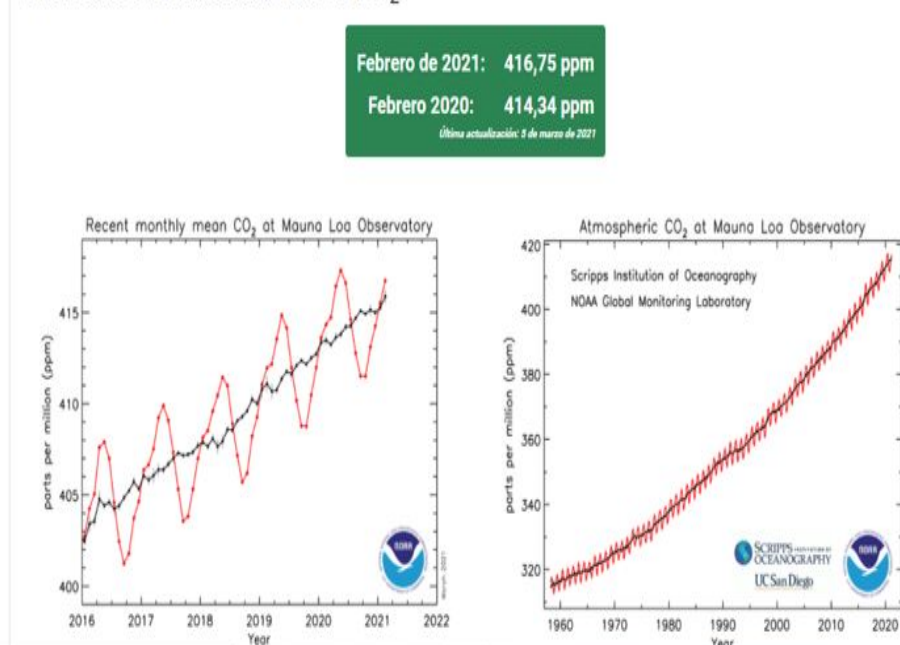 Febrero de 2021: 416,75 ppm
Febrero 2020: 414,34 ppm
Última actualización: 5 de marzo de 2021
Recent monthly mean CO₂ at Mauna Loa Observatory
415
410
405
400
parts per million (ppm)
2016 2017 2018 2019 2020 2021 2022
Year
NOAA
March 2021
Atmospheric CO₂ at Mauna Loa Observatory
Scripps Institution of Oceanography
NOAA Global Monitoring Laboratory
420
400
380
360
340
320
parts per million (ppm)
SCRIPPS INSTITUTION OF
OCEANOGRAPHY
UC San Diego
NOAA
1960 1970 1980 1990 2000 2010 2020
Year